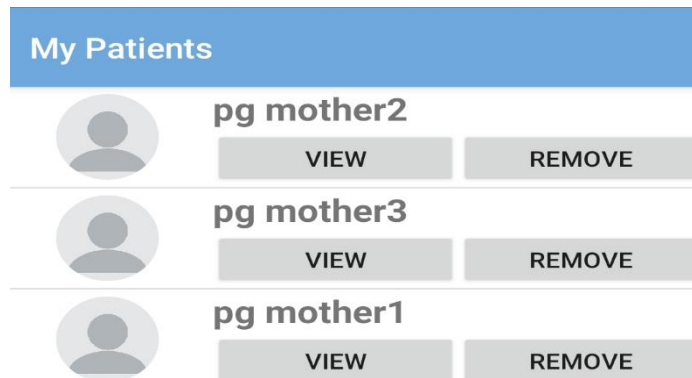 My Patients
pg mother2
VIEW REMOVE
pg mother3
VIEW REMOVE
pg mother1
VIEW REMOVE